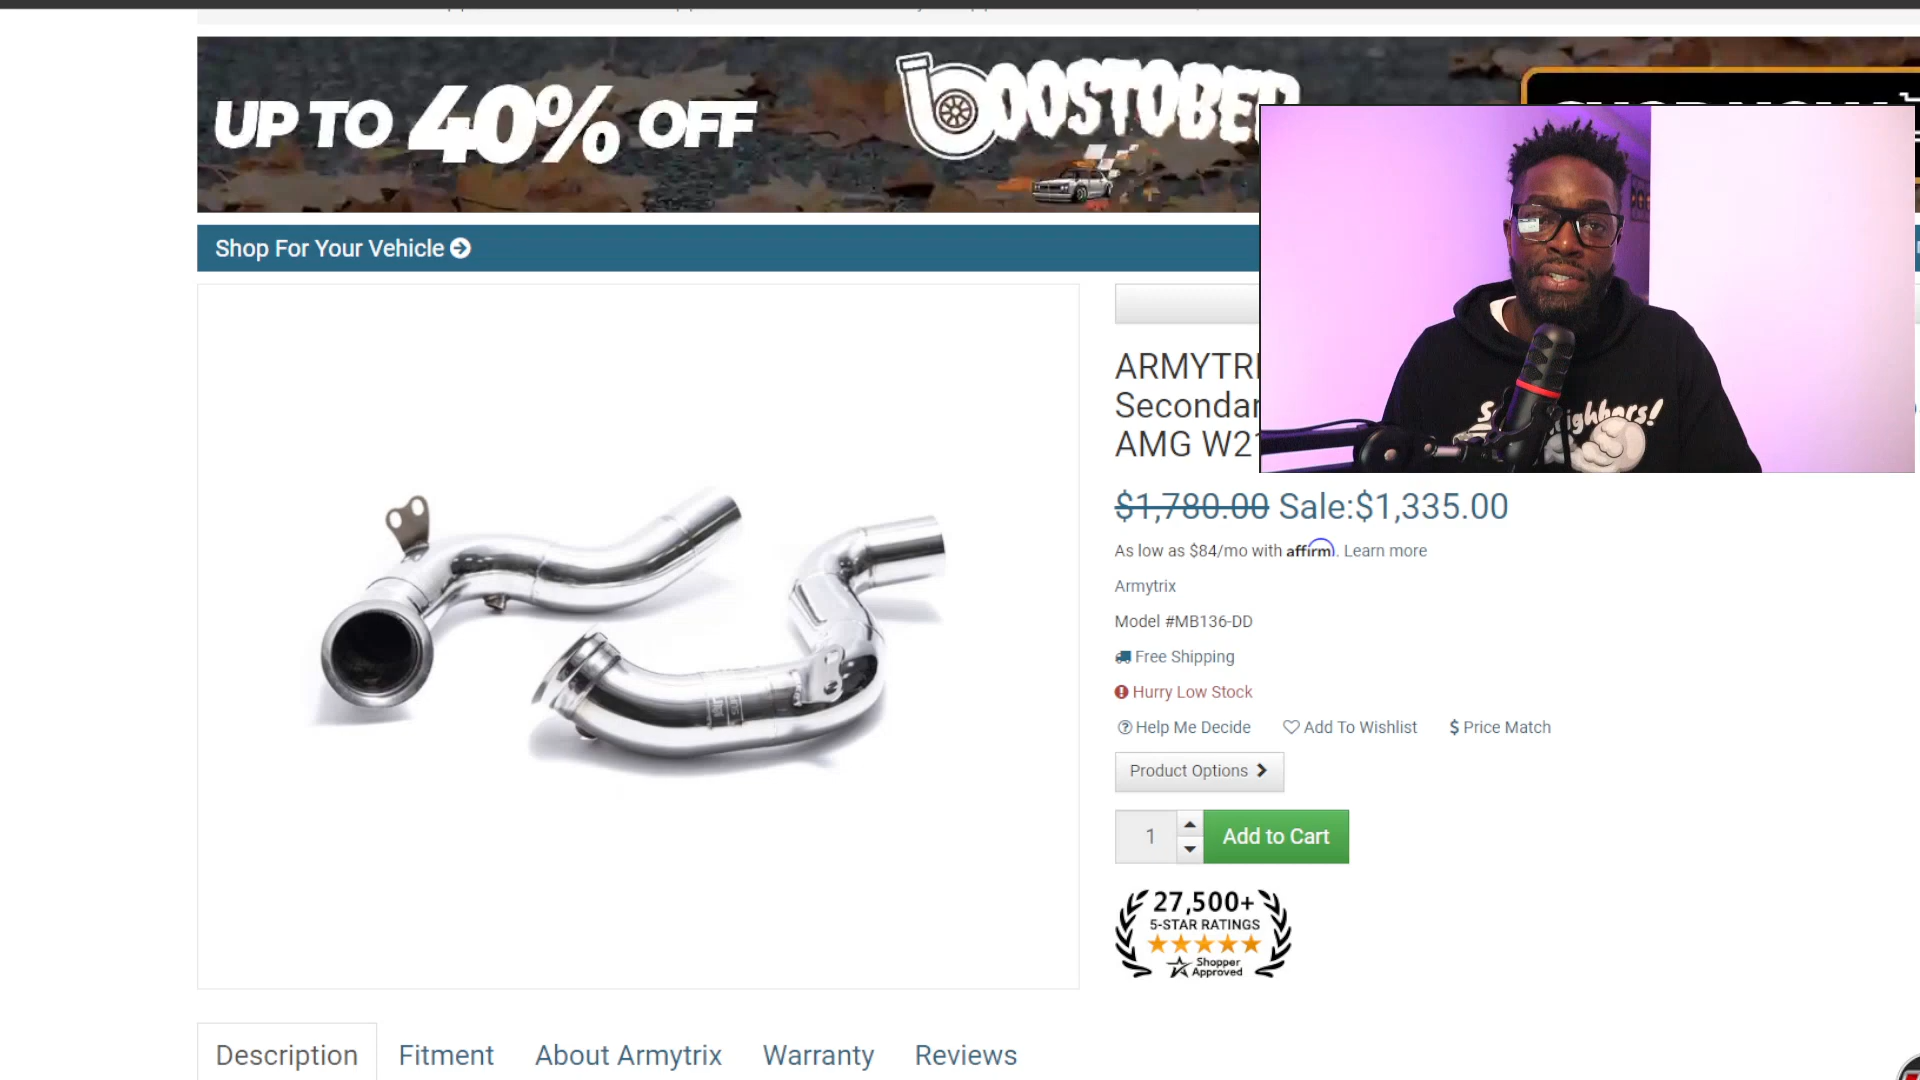 UP TO 40% OFF
BOOSTOBER
Shop For Your Vehicle
ARMYTRI
Secondar
AMG W21
$1,780.00 Sale:$1,335.00
As low as $84/mo with affirm. Learn more
Armytrix
Model #MB136-DD
Free Shipping
Hurry Low Stock
Help Me Decide Add To Wishlist $ Price Match
Product Options
1 Add to Cart
27,500+
5-STAR RATINGS
Shopper
Approved
Description Fitment About Armytrix Warranty Reviews